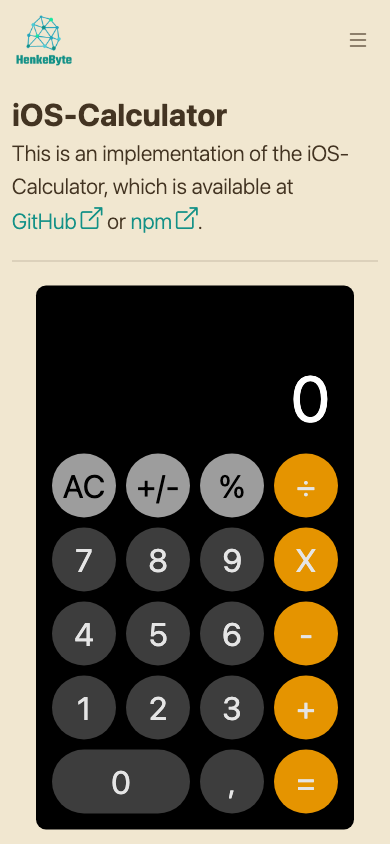 HenkeByte
iOS-Calculator
This is an implementation of the iOS-
Calculator, which is available at
GitHub or npm.
0
AC +/- % ÷
7 8 9 X
4 5 6 -
1 2 3 +
0 , =